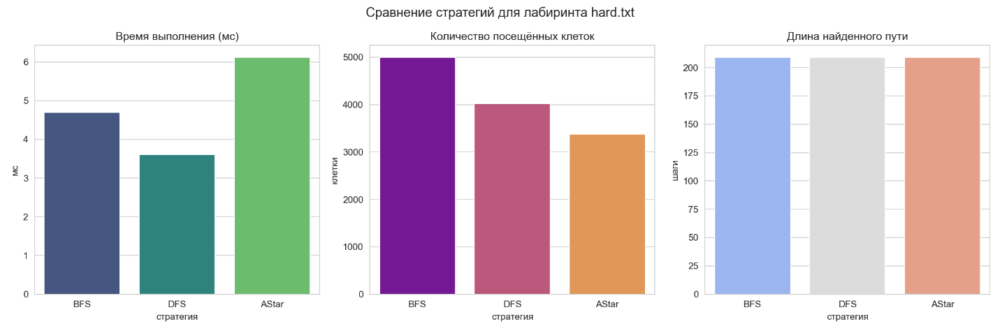 Сравнение стратегий для лабиринта hard.txt
Время выполнения (мс)
мс
6
5
4
3
2
1
0
BFS DFS AStar
стратегия
Количество посещённых клеток
клетки
5000
4000
3000
2000
1000
0
BFS DFS AStar
стратегия
Длина найденного пути
шаги
200
175
150
125
100
75
50
25
0
BFS DFS AStar
стратегия